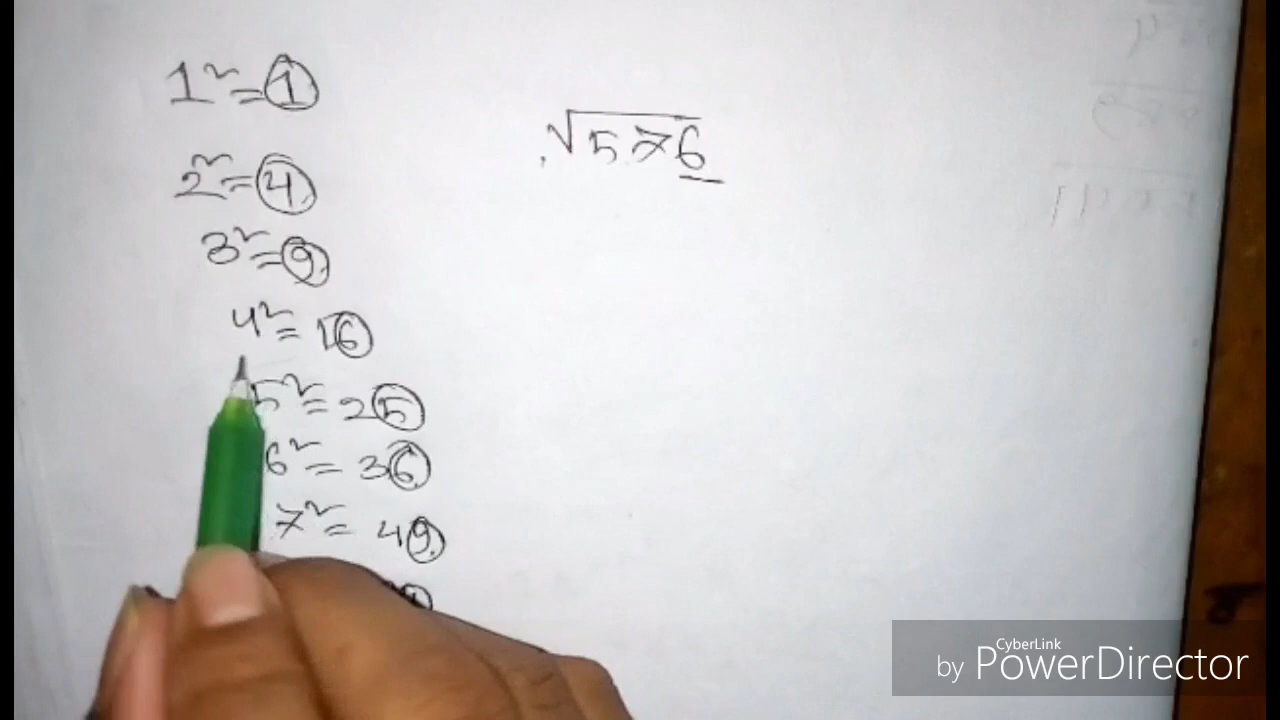 1² = 1
√576
2² = 4
3² = 9
4² = 16
5² = 25
6² = 36
7² = 49
CyberLink
by PowerDirector